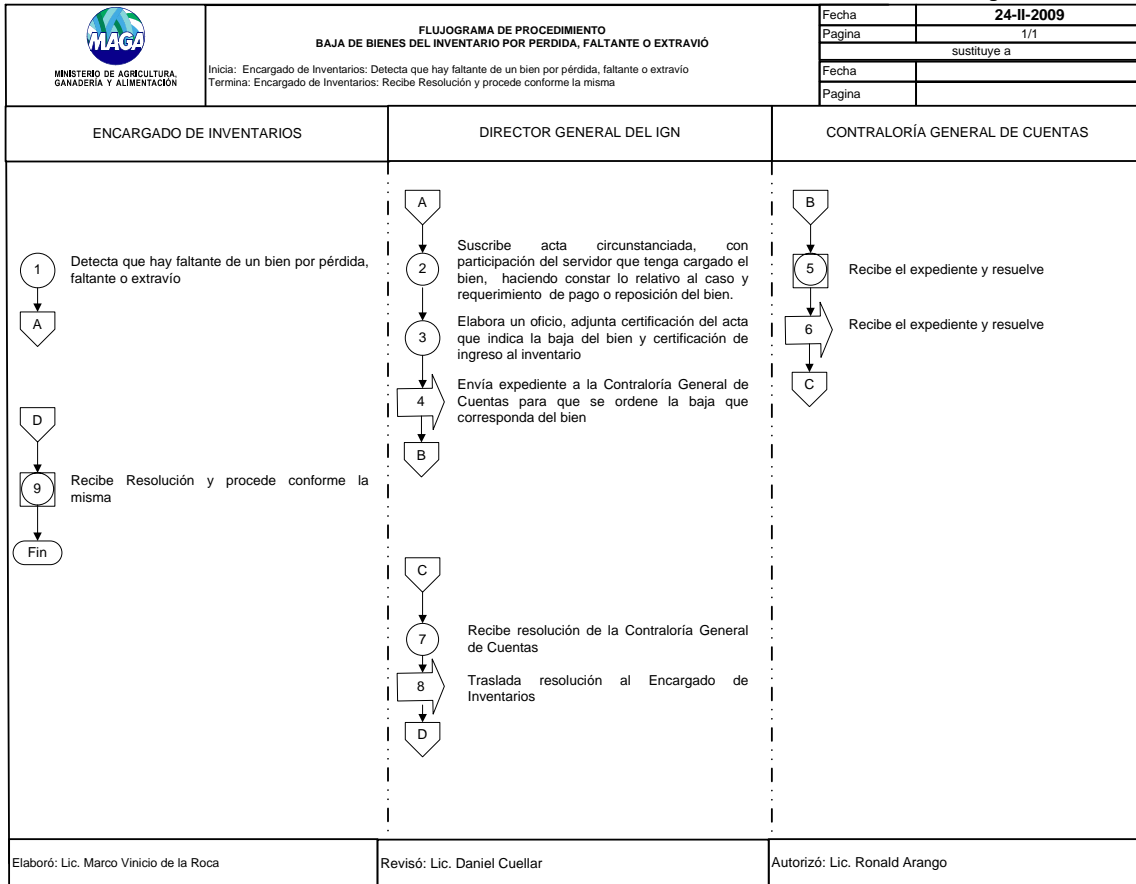 MAGA
MINISTERIO DE AGRICULTURA,
GANADERÍA Y ALIMENTACIÓN
FLUJOGRAMA DE PROCEDIMIENTO
BAJA DE BIENES DEL INVENTARIO POR PERDIDA, FALTANTE O EXTRAVIÓ
Inicia: Encargado de Inventarios: Detecta que hay faltante de un bien por pérdida, faltante o extravío
Termina: Encargado de Inventarios: Recibe Resolución y procede conforme la misma
Fecha 24-II-2009
Pagina 1/1
sustituye a
Fecha
Pagina
ENCARGADO DE INVENTARIOS
DIRECTOR GENERAL DEL IGN
CONTRALORÍA GENERAL DE CUENTAS
1
Detecta que hay faltante de un bien por pérdida,
faltante o extravío
A
D
9
Recibe Resolución y procede conforme la
misma
Fin
A
2
Suscribe acta circunstanciada, con
participación del servidor que tenga cargado el
bien, haciendo constar lo relativo al caso y
requerimiento de pago o reposición del bien.
3
Elabora un oficio, adjunta certificación del acta
que indica la baja del bien y certificación de
ingreso al inventario
4
Envía expediente a la Contraloría General de
Cuentas para que se ordene la baja que
corresponda del bien
B
C
7
Recibe resolución de la Contraloría General
de Cuentas
8
Traslada resolución al Encargado de
Inventarios
D
B
5
Recibe el expediente y resuelve
6
Recibe el expediente y resuelve
C
Elaboró: Lic. Marco Vinicio de la Roca
Revisó: Lic. Daniel Cuellar
Autorizó: Lic. Ronald Arango